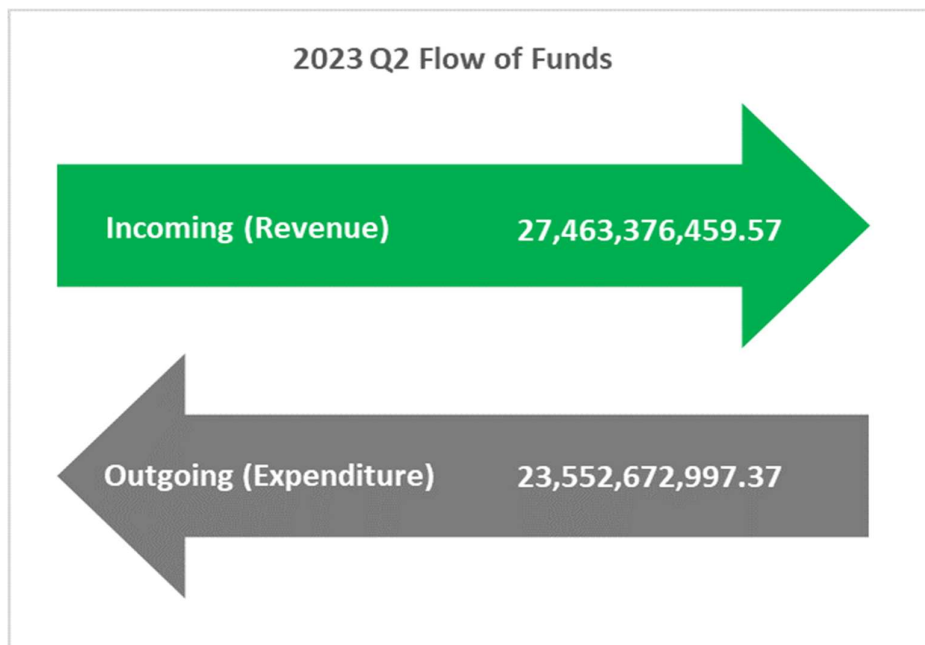 2023 Q2 Flow of Funds
Incoming (Revenue) 27,463,376,459.57
Outgoing (Expenditure) 23,552,672,997.37